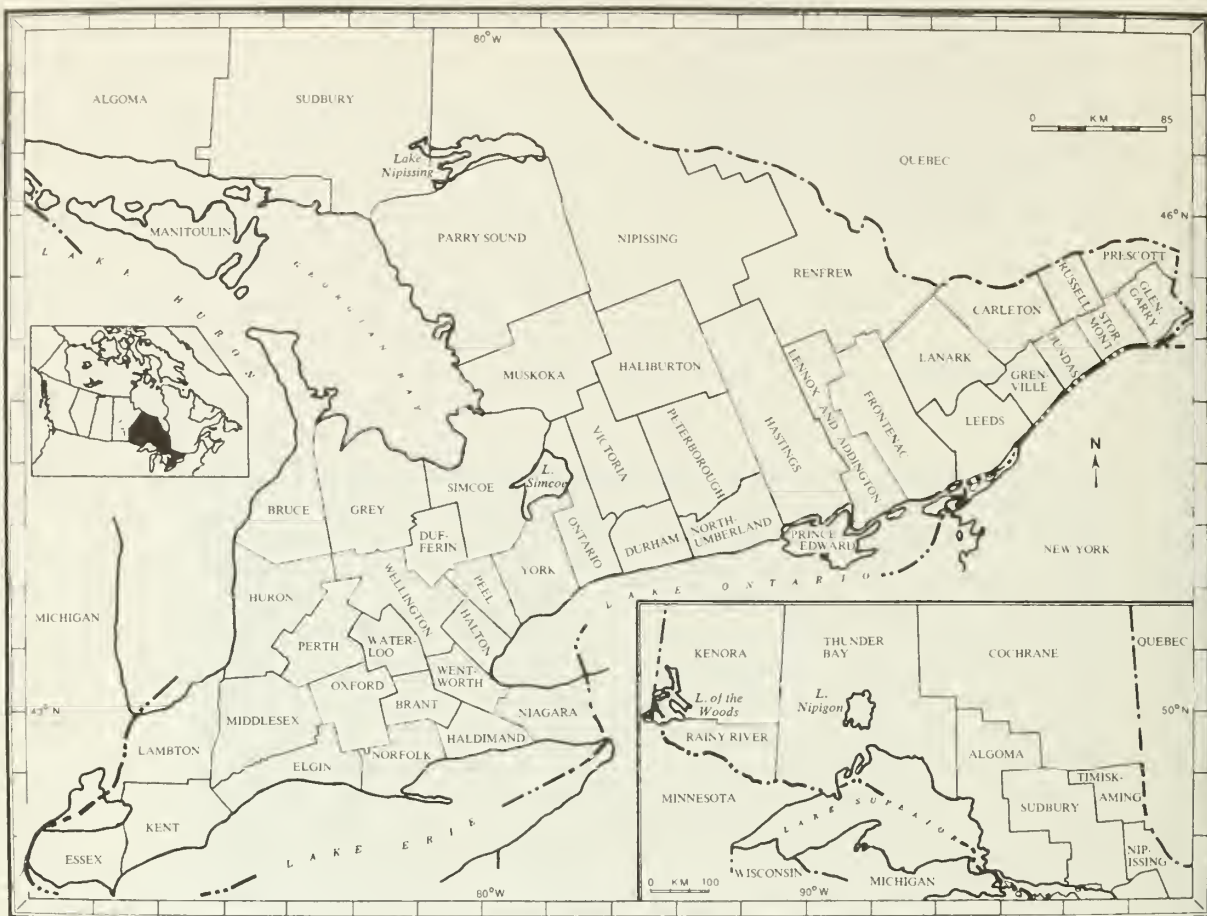 80° W
ALGOMA
SUDBURY
0 KM 85
Lake
Nipissing
QUEBEC
46° N
MANITOULIN
PARRY SOUND
NIPISSING
RENFREW
PRESCOTT
RUSSELL
GLEN-
GARRY
STOR
MONT
LAKE HURON
GEORGIAN BAY
CARLETON
DUNDAS
LANARK
GREN-
VILLE
MUSKOKA
HALIBURTON
LENNOX AND ADDINGTON
FRONTENAC
LEEDS
VICTORIA
PETERBOROUGH
HASTINGS
N
L.
Simcoe
SIMCOE
BRUCE
GREY
DUF-
FERIN
ONTARIO
DURHAM
NORTH-
UMBERLAND
PRINCE
EDWARD
NEW YORK
YORK
PEEL
WELLINGTON
HALTON
LAKE ONTARIO
HURON
MICHIGAN
PERTH
WATER-
LOO
WENT-
WORTH
OXFORD
BRANT
NIAGARA
43° N
MIDDLESEX
HALDIMAND
LAMBTON
NORFOLK
ELGIN
KENT
ESSEX
LAKE ERIE
80° W
KENORA
THUNDER
BAY
COCHRANE
QUEBEC
L. of the
Woods
L.
Nipigon
50° N
RAINY RIVER
ALGOMA
TIMISK-
AMING
MINNESOTA
SUDBURY
LAKE SUPERIOR
NIP-
ISSING
WISCONSIN
MICHIGAN
0 KM 100
90° W